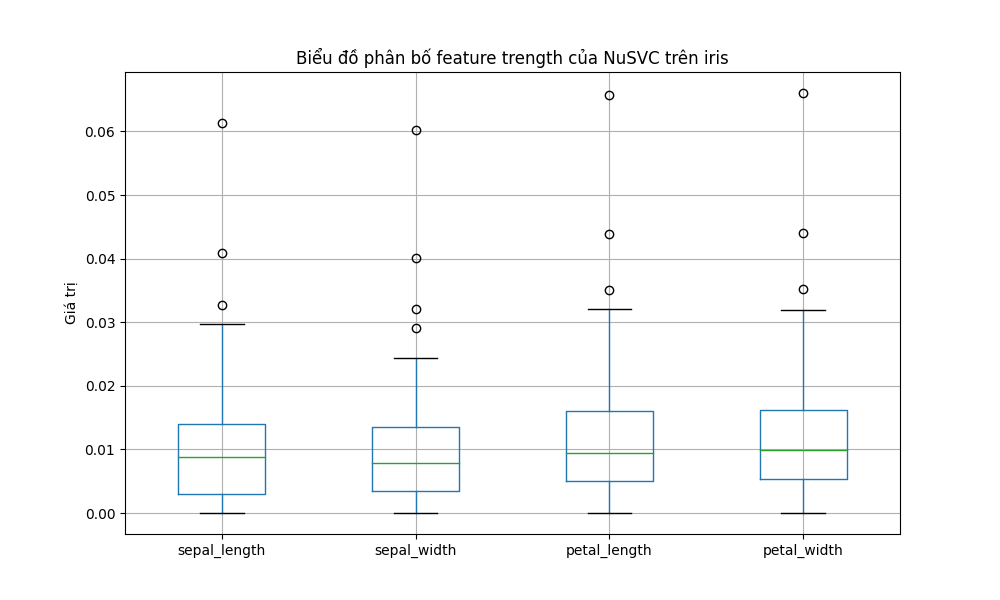 Biểu đồ phân bố feature trength của NuSVC trên iris
Giá trị
0.06
0.05
0.04
0.03
0.02
0.01
0.00
sepal_length
sepal_width
petal_length
petal_width